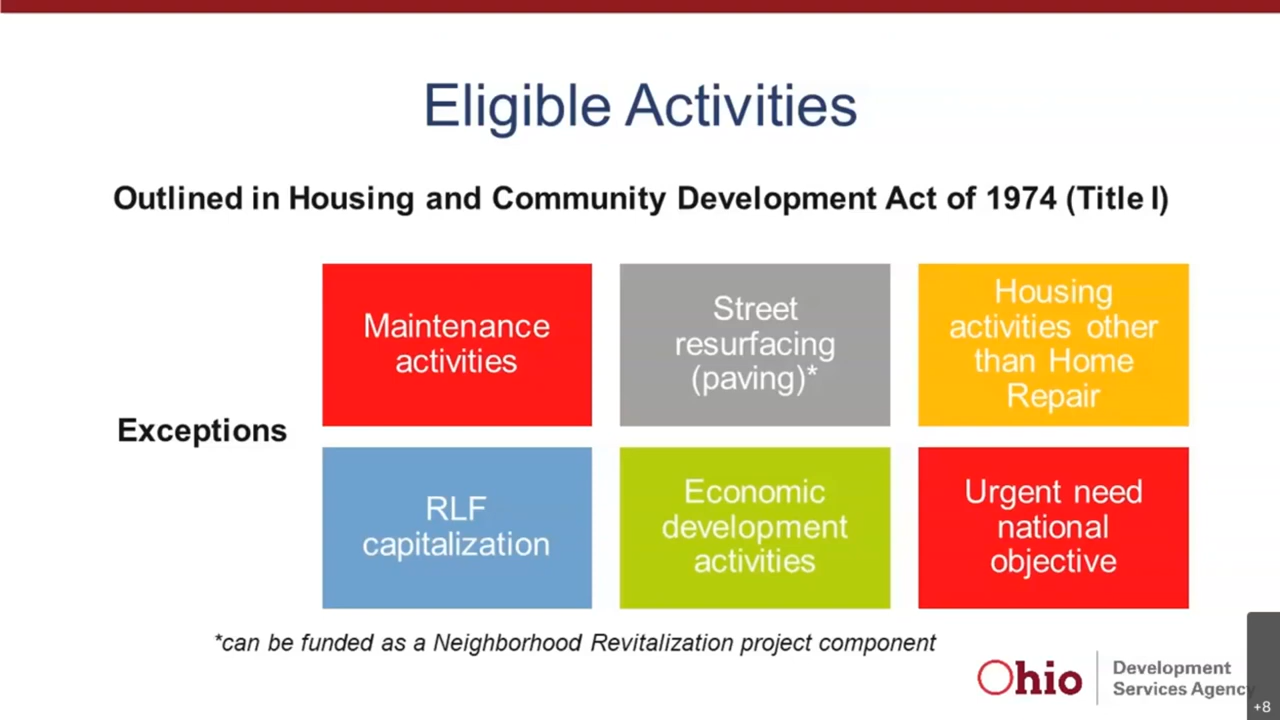 Eligible Activities
Outlined in Housing and Community Development Act of 1974 (Title I)
Exceptions
Maintenance
activities
Street
resurfacing
(paving)*
Housing
activities other
than Home
Repair
RLF
capitalization
Economic
development
activities
Urgent need
national
objective
*can be funded as a Neighborhood Revitalization project component
Ohio
Development
Services Agency
+8